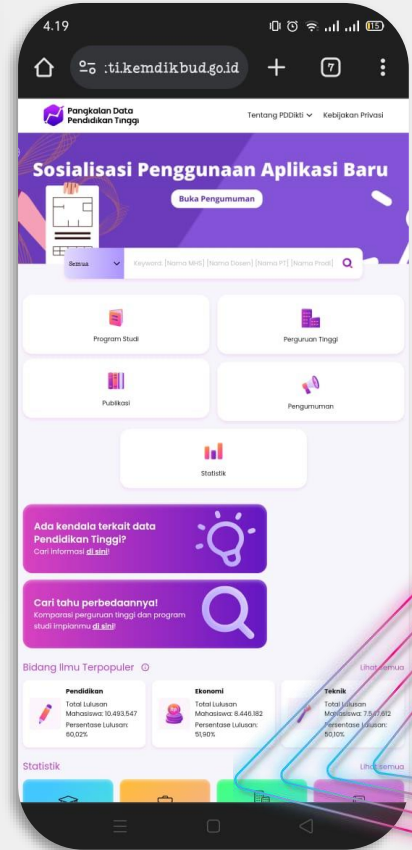 4.19
15
:ti.kemdikbud.go.id
7
Pangkalan Data
Pendidikan Tinggi
Tentang PDDikti
Kebijakan Privasi
Sosialisasi Penggunaan Aplikasi Baru
Buka Pengumuman
Semua
Keyword: [Nama MHS] [Nama Dosen] [Nama PT] [Nama Prodi]
Program Studi
Perguruan Tinggi
Publikasi
Pengumuman
Statistik
Ada kendala terkait data
Pendidikan Tinggi?
Cari informasi di sini!
Cari tahu perbedaannya!
Komparasi perguruan tinggi dan program
studi impianmu di sini!
Bidang Ilmu Terpopuler
Lihat semua
Pendidikan
Total Lulusan
Mahasiswa: 10,493,547
Persentase Lulusan:
60,02%
Ekonomi
Total Lulusan
Mahasiswa: 8,446,182
Persentase Lulusan:
51,90%
Teknik
Total Lulusan
Mahasiswa: 7,547,612
Persentase Lulusan:
50,10%
Statistik
Lihat semua